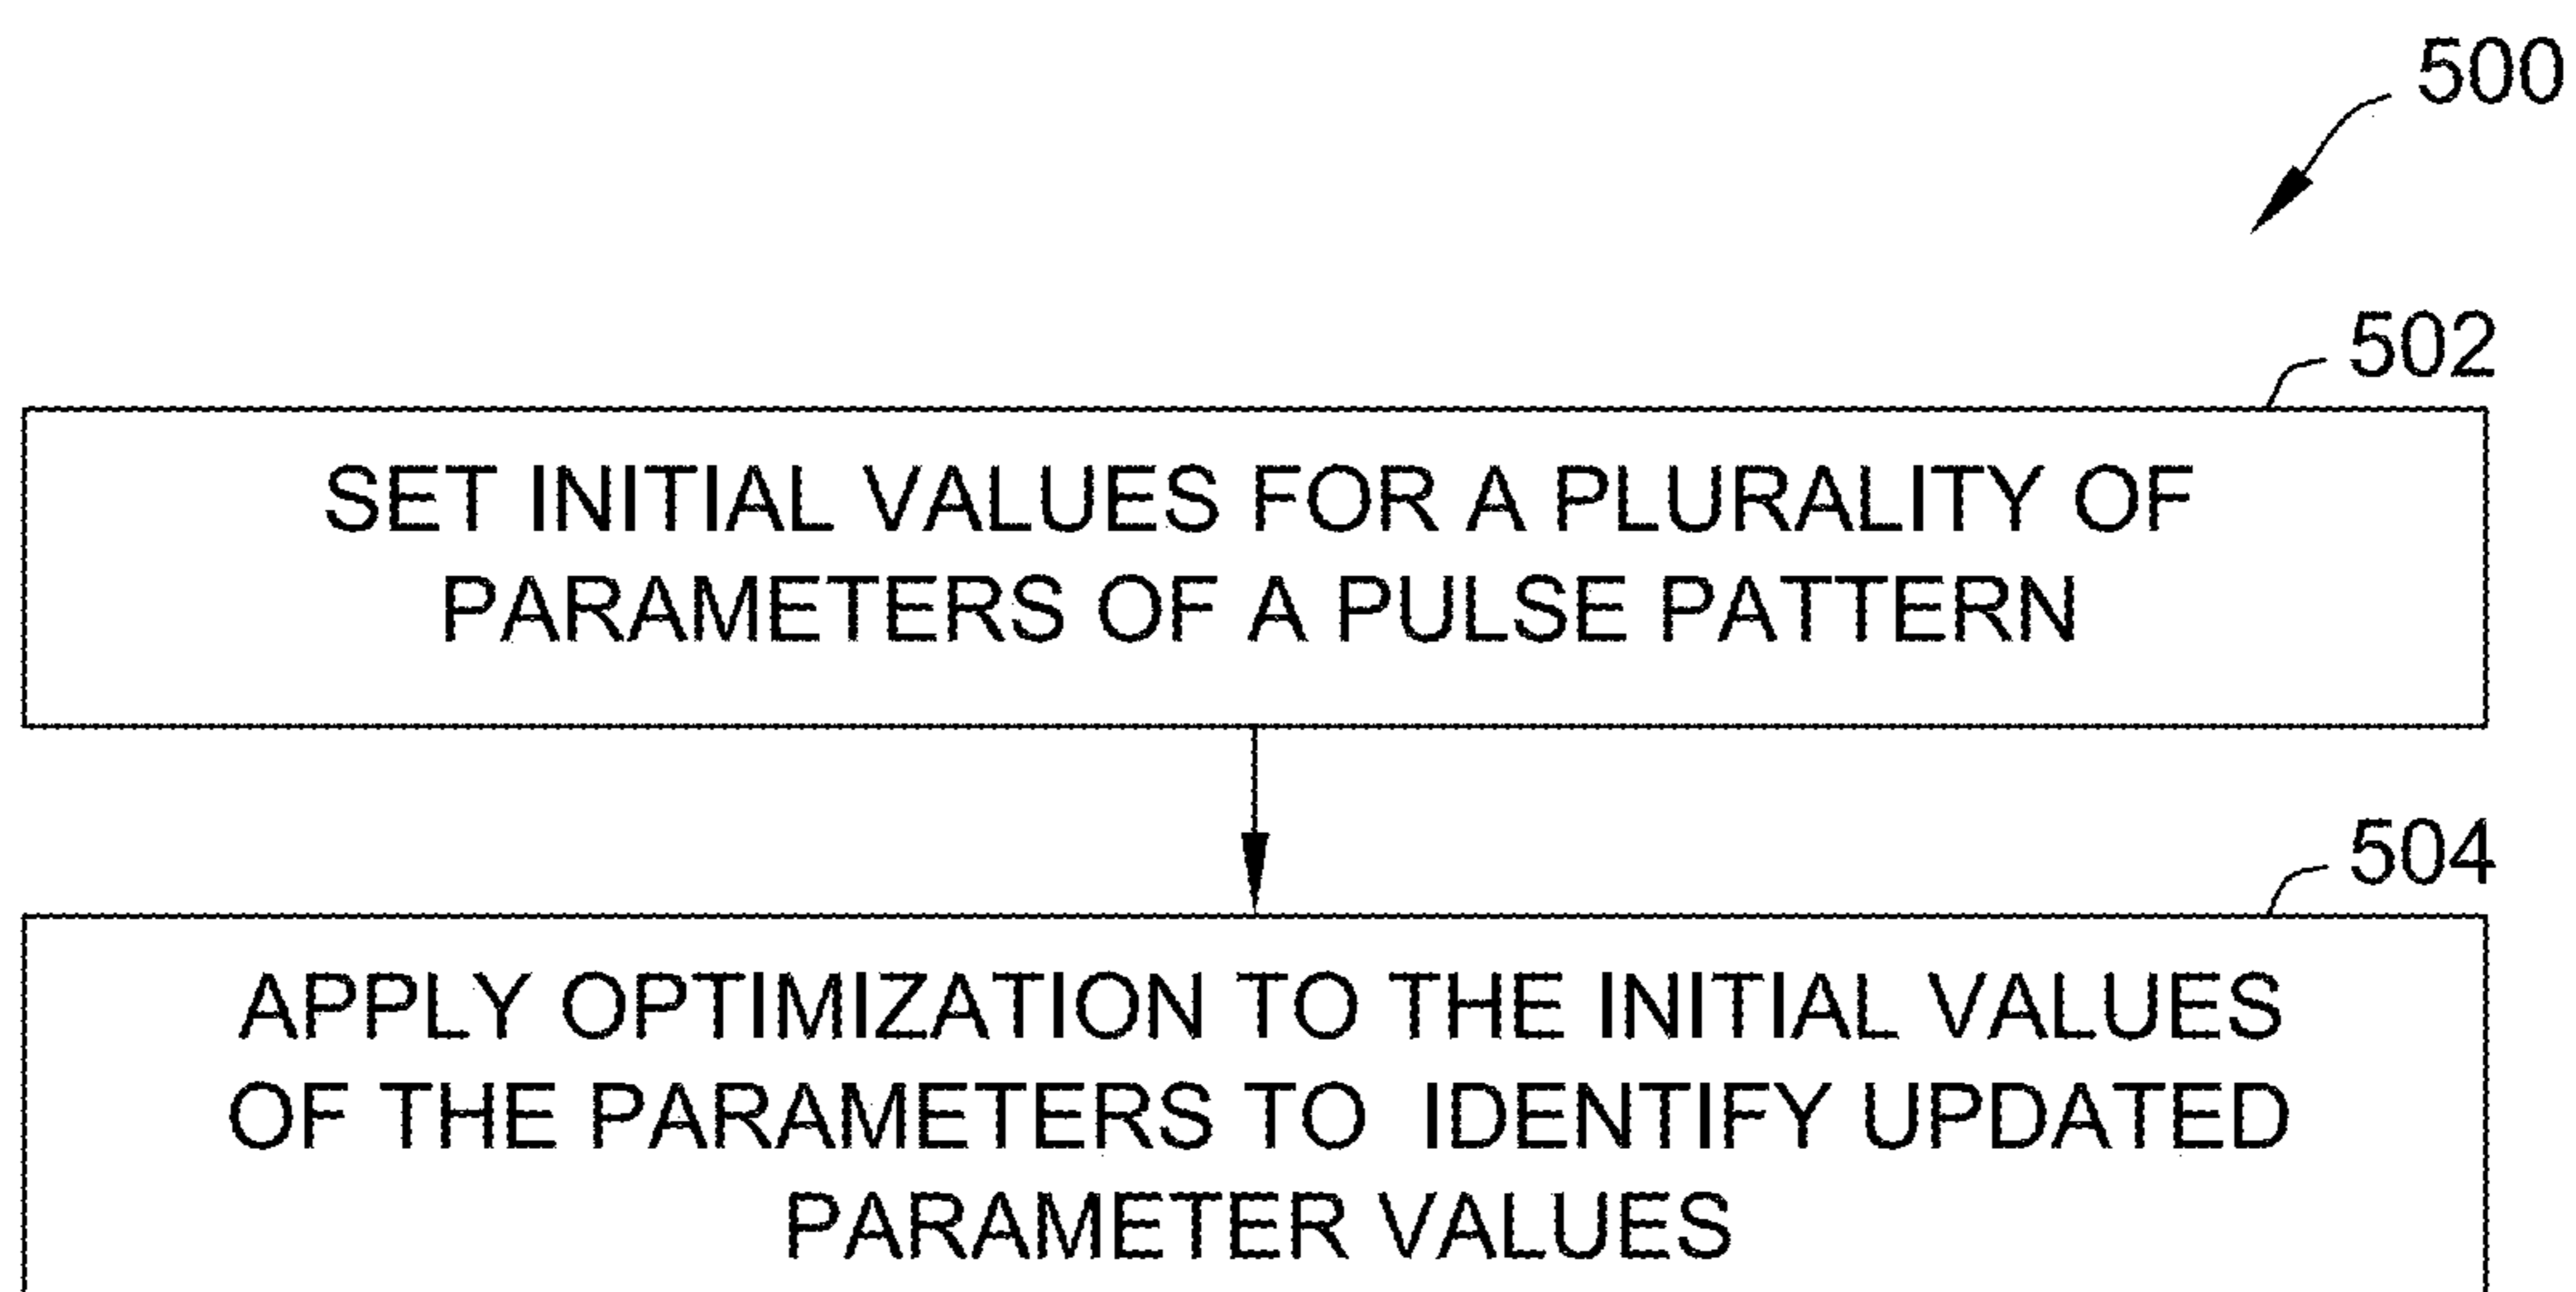 500
502
SET INITIAL VALUES FOR A PLURALITY OF
PARAMETERS OF A PULSE PATTERN
504
APPLY OPTIMIZATION TO THE INITIAL VALUES
OF THE PARAMETERS TO IDENTIFY UPDATED
PARAMETER VALUES